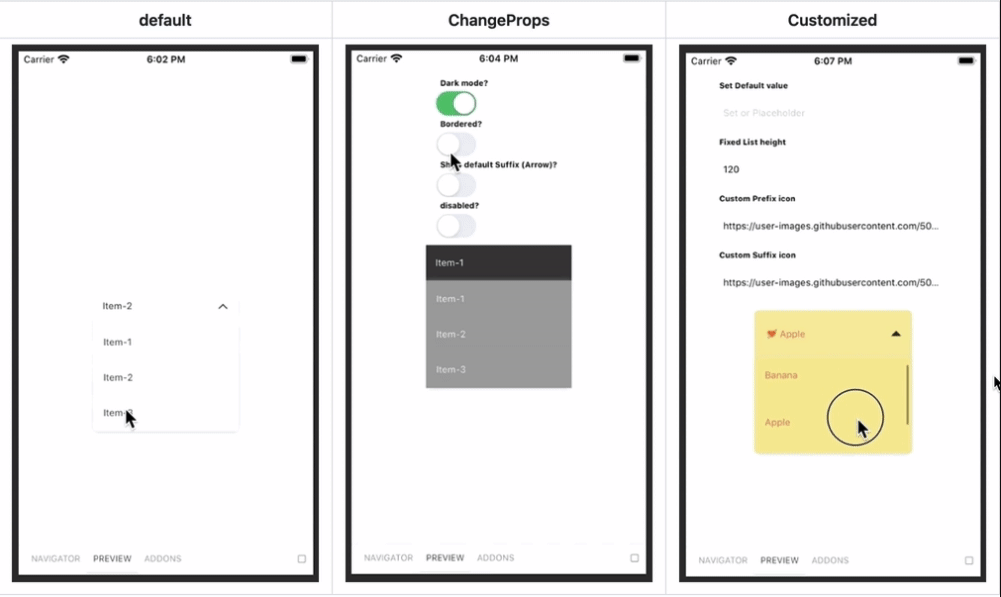 default
ChangeProps
Customized
Carrier
6:02 PM
Item-2
Item-1
Item-2
NAVIGATOR PREVIEW ADDONS
Carrier
6:04 PM
Dark mode?
Bordered?
default Suffix (Arrow)?
disabled?
Item-1
Item-1
Item-2
Item-3
NAVIGATOR PREVIEW ADDONS
Carrier
6:07 PM
Set Default value
Set or Placeholder
Fixed List height
120
Custom Prefix icon
https://user-images.githubusercontent.com/50...
Custom Suffix icon
https://user-images.githubusercontent.com/50...
Apple
Banana
Apple
NAVIGATOR PREVIEW ADDONS